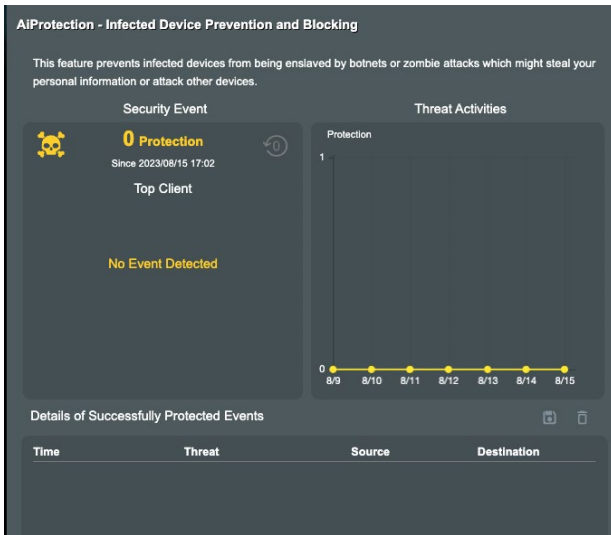 AiProtection - Infected Device Prevention and Blocking
This feature prevents infected devices from being enslaved by botnets or zombie attacks which might steal your
personal information or attack other devices.
Security Event
0 Protection
0
Since 2023/08/15 17:02
Top Client
No Event Detected
Threat Activities
Protection
1
0
8/9 8/10 8/11 8/12 8/13 8/14 8/15
Details of Successfully Protected Events
Time Threat Source Destination